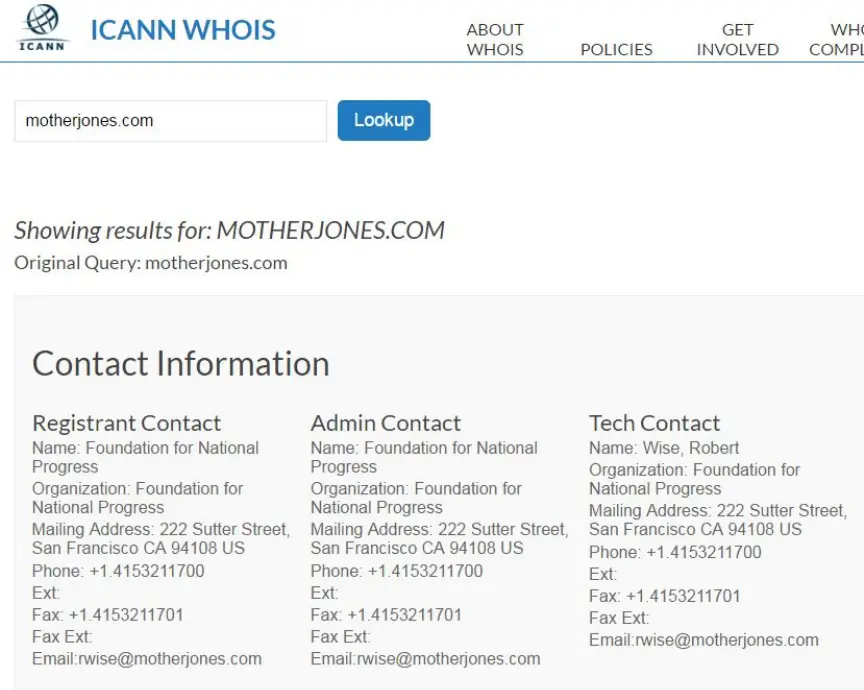 ICANN
ICANN WHOIS
ABOUT
WHOIS
POLICIES
GET
INVOLVED
motherjones.com
Lookup
Showing results for: MOTHERJONES.COM
Original Query: motherjones.com
Contact Information
Registrant Contact
Name: Foundation for National
Progress
Organization: Foundation for
National Progress
Mailing Address: 222 Sutter Street,
San Francisco CA 94108 US
Phone: +1.4153211700
Ext:
Fax: +1.4153211701
Fax Ext:
Email:rwise@motherjones.com
Admin Contact
Name: Foundation for National
Progress
Organization: Foundation for
National Progress
Mailing Address: 222 Sutter Street,
San Francisco CA 94108 US
Phone: +1.4153211700
Ext:
Fax: +1.4153211701
Fax Ext:
Email:rwise@motherjones.com
Tech Contact
Name: Wise, Robert
Organization: Foundation for
National Progress
Mailing Address: 222 Sutter Street,
San Francisco CA 94108 US
Phone: +1.4153211700
Ext:
Fax: +1.4153211701
Fax Ext:
Email:rwise@motherjones.com